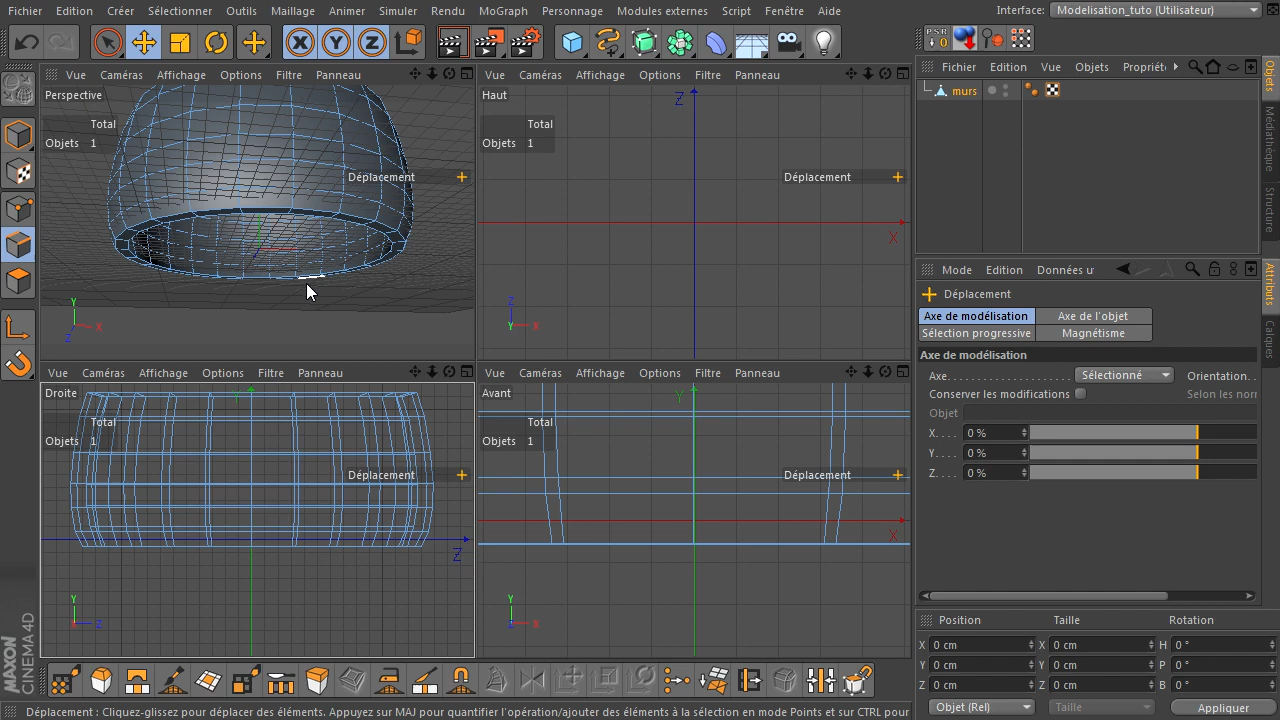 Fichier Edition Créer Sélectionner Outils Maillage Animer Simuler Rendu MoGraph Personnage Modules externes Script Fenêtre Aide
Interface: Modelisation_tuto (Utilisateur)
X Y Z
PSR
0
Vue Caméras Affichage Options Filtre Panneau
Perspective
Total
Objets 1
Déplacement
Y
X
Z
Vue Caméras Affichage Options Filtre Panneau
Haut
Total
Objets 1
Déplacement
Z
X
Z
Y X
Vue Caméras Affichage Options Filtre Panneau
Droite
Total
Objets 1
Déplacement
Y
Z
Y
X Z
Vue Caméras Affichage Options Filtre Panneau
Avant
Total
Objets 1
Déplacement
Y
X
Y
Z X
Fichier Edition Vue Objets Propriét
murs
Objets
Médiathèque
Structure
Attributs
Calques
Mode Edition Données ut
Déplacement
Axe de modélisation Axe de l'objet
Sélection progressive Magnétisme
Axe de modélisation
Axe. Sélectionné Orientation. .
Conserver les modifications Selon les nor
Objet
X. . . . 0 %
Y. . . . 0 %
Z. . . . 0 %
Position Taille Rotation
X 0 cm X 0 cm H 0 °
Y 0 cm Y 0 cm P 0 °
Z 0 cm Z 0 cm B 0 °
Objet (Rel) Taille Appliquer
MAXON
CINEMA 4D
Déplacement : Cliquez-glissez pour déplacer des éléments. Appuyez sur MAJ pour quantifier l'opération/ajouter des éléments à la sélection en mode Points et sur CTRL pour